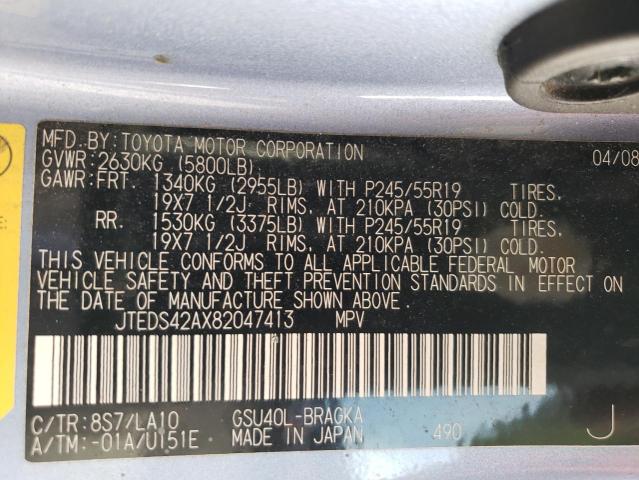 MFD.BY:TOYOTA MOTOR CORPORATION 04/08
GVWR:2630KG (5800LB)
GAWR:FRT. 1340KG (2955LB) WITH P245/55R19 TIRES.
19X7 1/2J RIMS. AT 210KPA (30PSI) COLD.
RR. 1530KG (3375LB) WITH P245/55R19 TIRES.
19X7 1/2J RIMS. AT 210KPA (30PSI) COLD.
THIS VEHICLE CONFORMS TO ALL APPLICABLE FEDERAL MOTOR
VEHICLE SAFETY AND THEFT PREVENTION STANDARDS IN EFFECT ON
THE DATE OF MANUFACTURE SHOWN ABOVE.
JTEDS42AX82047413 MPV
C/TR:8S7/LA10 GSU40L-BRAGKA
A/TM:-01A/U151E MADE IN JAPAN 490 J